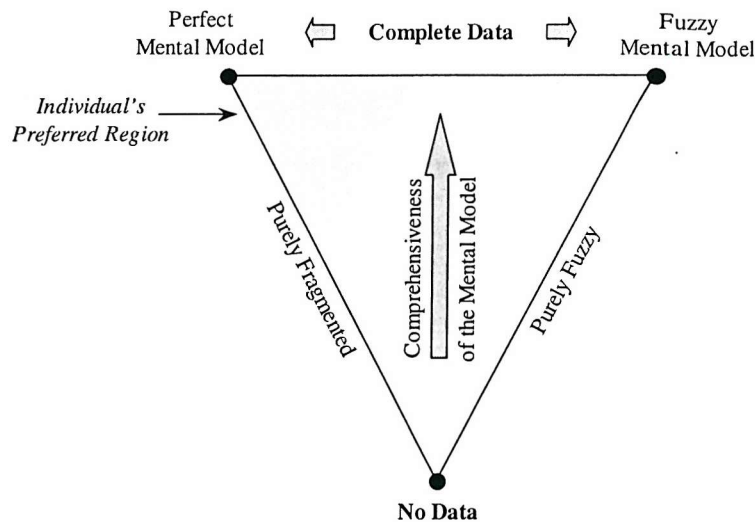 Perfect
Mental Model
Complete Data
Fuzzy
Mental Model
Individual's
Preferred Region
Purely Fragmented
Comprehensiveness
of the Mental Model
Purely Fuzzy
No Data